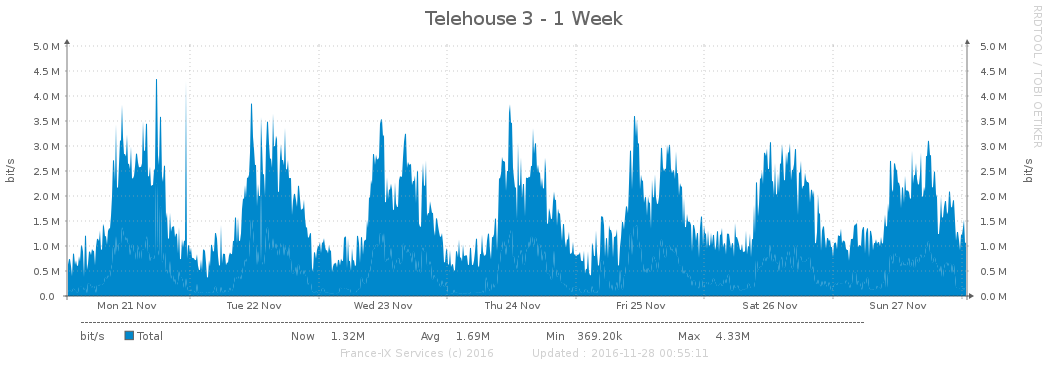 Telehouse 3 - 1 Week
RRDTOOL / TOBI OETIKER
5.0 M 5.0 M
4.5 M 4.5 M
4.0 M 4.0 M
3.5 M 3.5 M
3.0 M 3.0 M
bit/s bit/s
2.5 M 2.5 M
2.0 M 2.0 M
1.5 M 1.5 M
1.0 M 1.0 M
0.5 M 0.5 M
0.0 0.0 M
Mon 21 Nov Tue 22 Nov Wed 23 Nov Thu 24 Nov Fri 25 Nov Sat 26 Nov Sun 27 Nov
bit/s Total Now 1.32M Avg 1.69M Min 369.20k Max 4.33M
France-IX Services (c) 2016 Updated : 2016-11-28 00:55:11